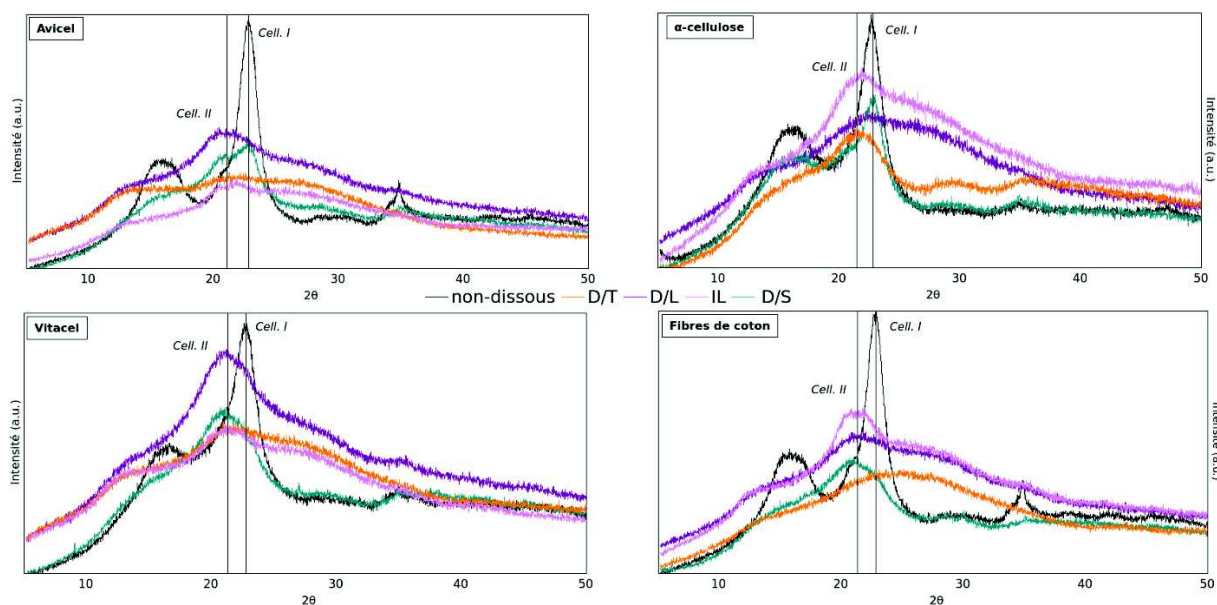 Avicel
Cell. I
Cell. II
Intensité (a.u.)
10 20 30 40 50
2θ
α-cellulose
Cell. I
Cell. II
Intensité (a.u.)
10 20 30 40 50
2θ
non-dissous D/T D/L IL D/S
Vitacel
Cell. I
Cell. II
Intensité (a.u.)
10 20 30 40 50
2θ
Fibres de coton
Cell. I
Cell. II
Intensité (a.u.)
10 20 30 40 50
2θ